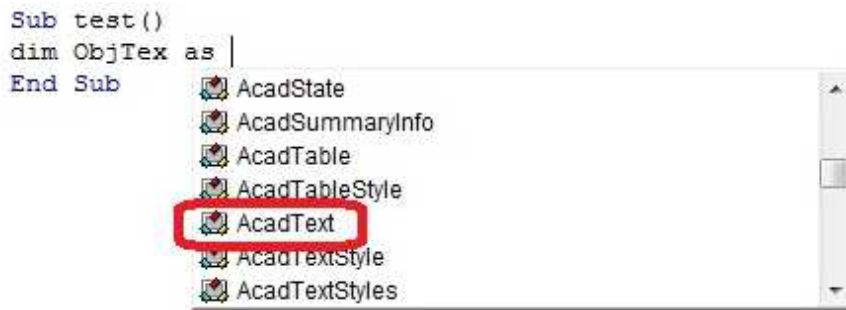 Sub test()
dim ObjTex as
End Sub
AcadState
AcadSummaryInfo
AcadTable
AcadTableStyle
AcadText
AcadTextStyle
AcadTextStyles